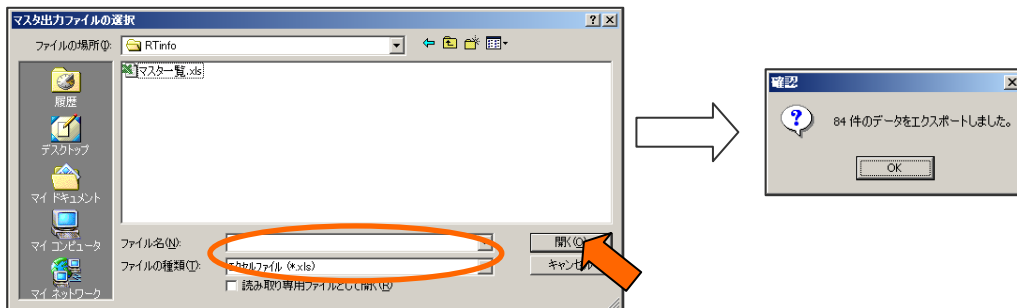 マスタ出力ファイルの選択
ファイルの場所(I):
RTinfo
マスター覧.xls
履歴
デスクトップ
マイ ドキュメント
マイ コンピュータ
マイ ネットワーク
ファイル名(N):
開く(O)
ファイルの種類(T):
エクセルファイル (*.xls)
キャンセル
読み取り専用ファイルとして開く(R)
確認
84 件のデータをエクスポートしました。
OK